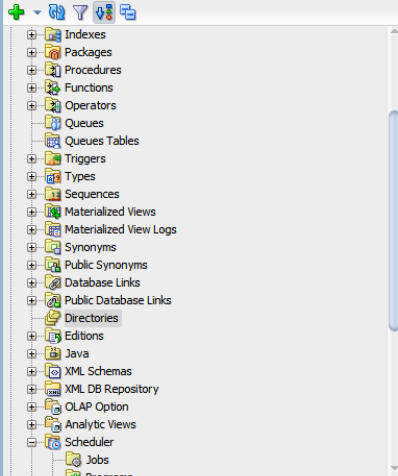 Indexes
Packages
Procedures
Functions
Operators
Queues
Queues Tables
Triggers
Types
Sequences
Materialized Views
Materialized View Logs
Synonyms
Public Synonyms
Database Links
Public Database Links
Directories
Editions
Java
XML Schemas
XML DB Repository
OLAP Option
Analytic Views
Scheduler
Jobs
Programs